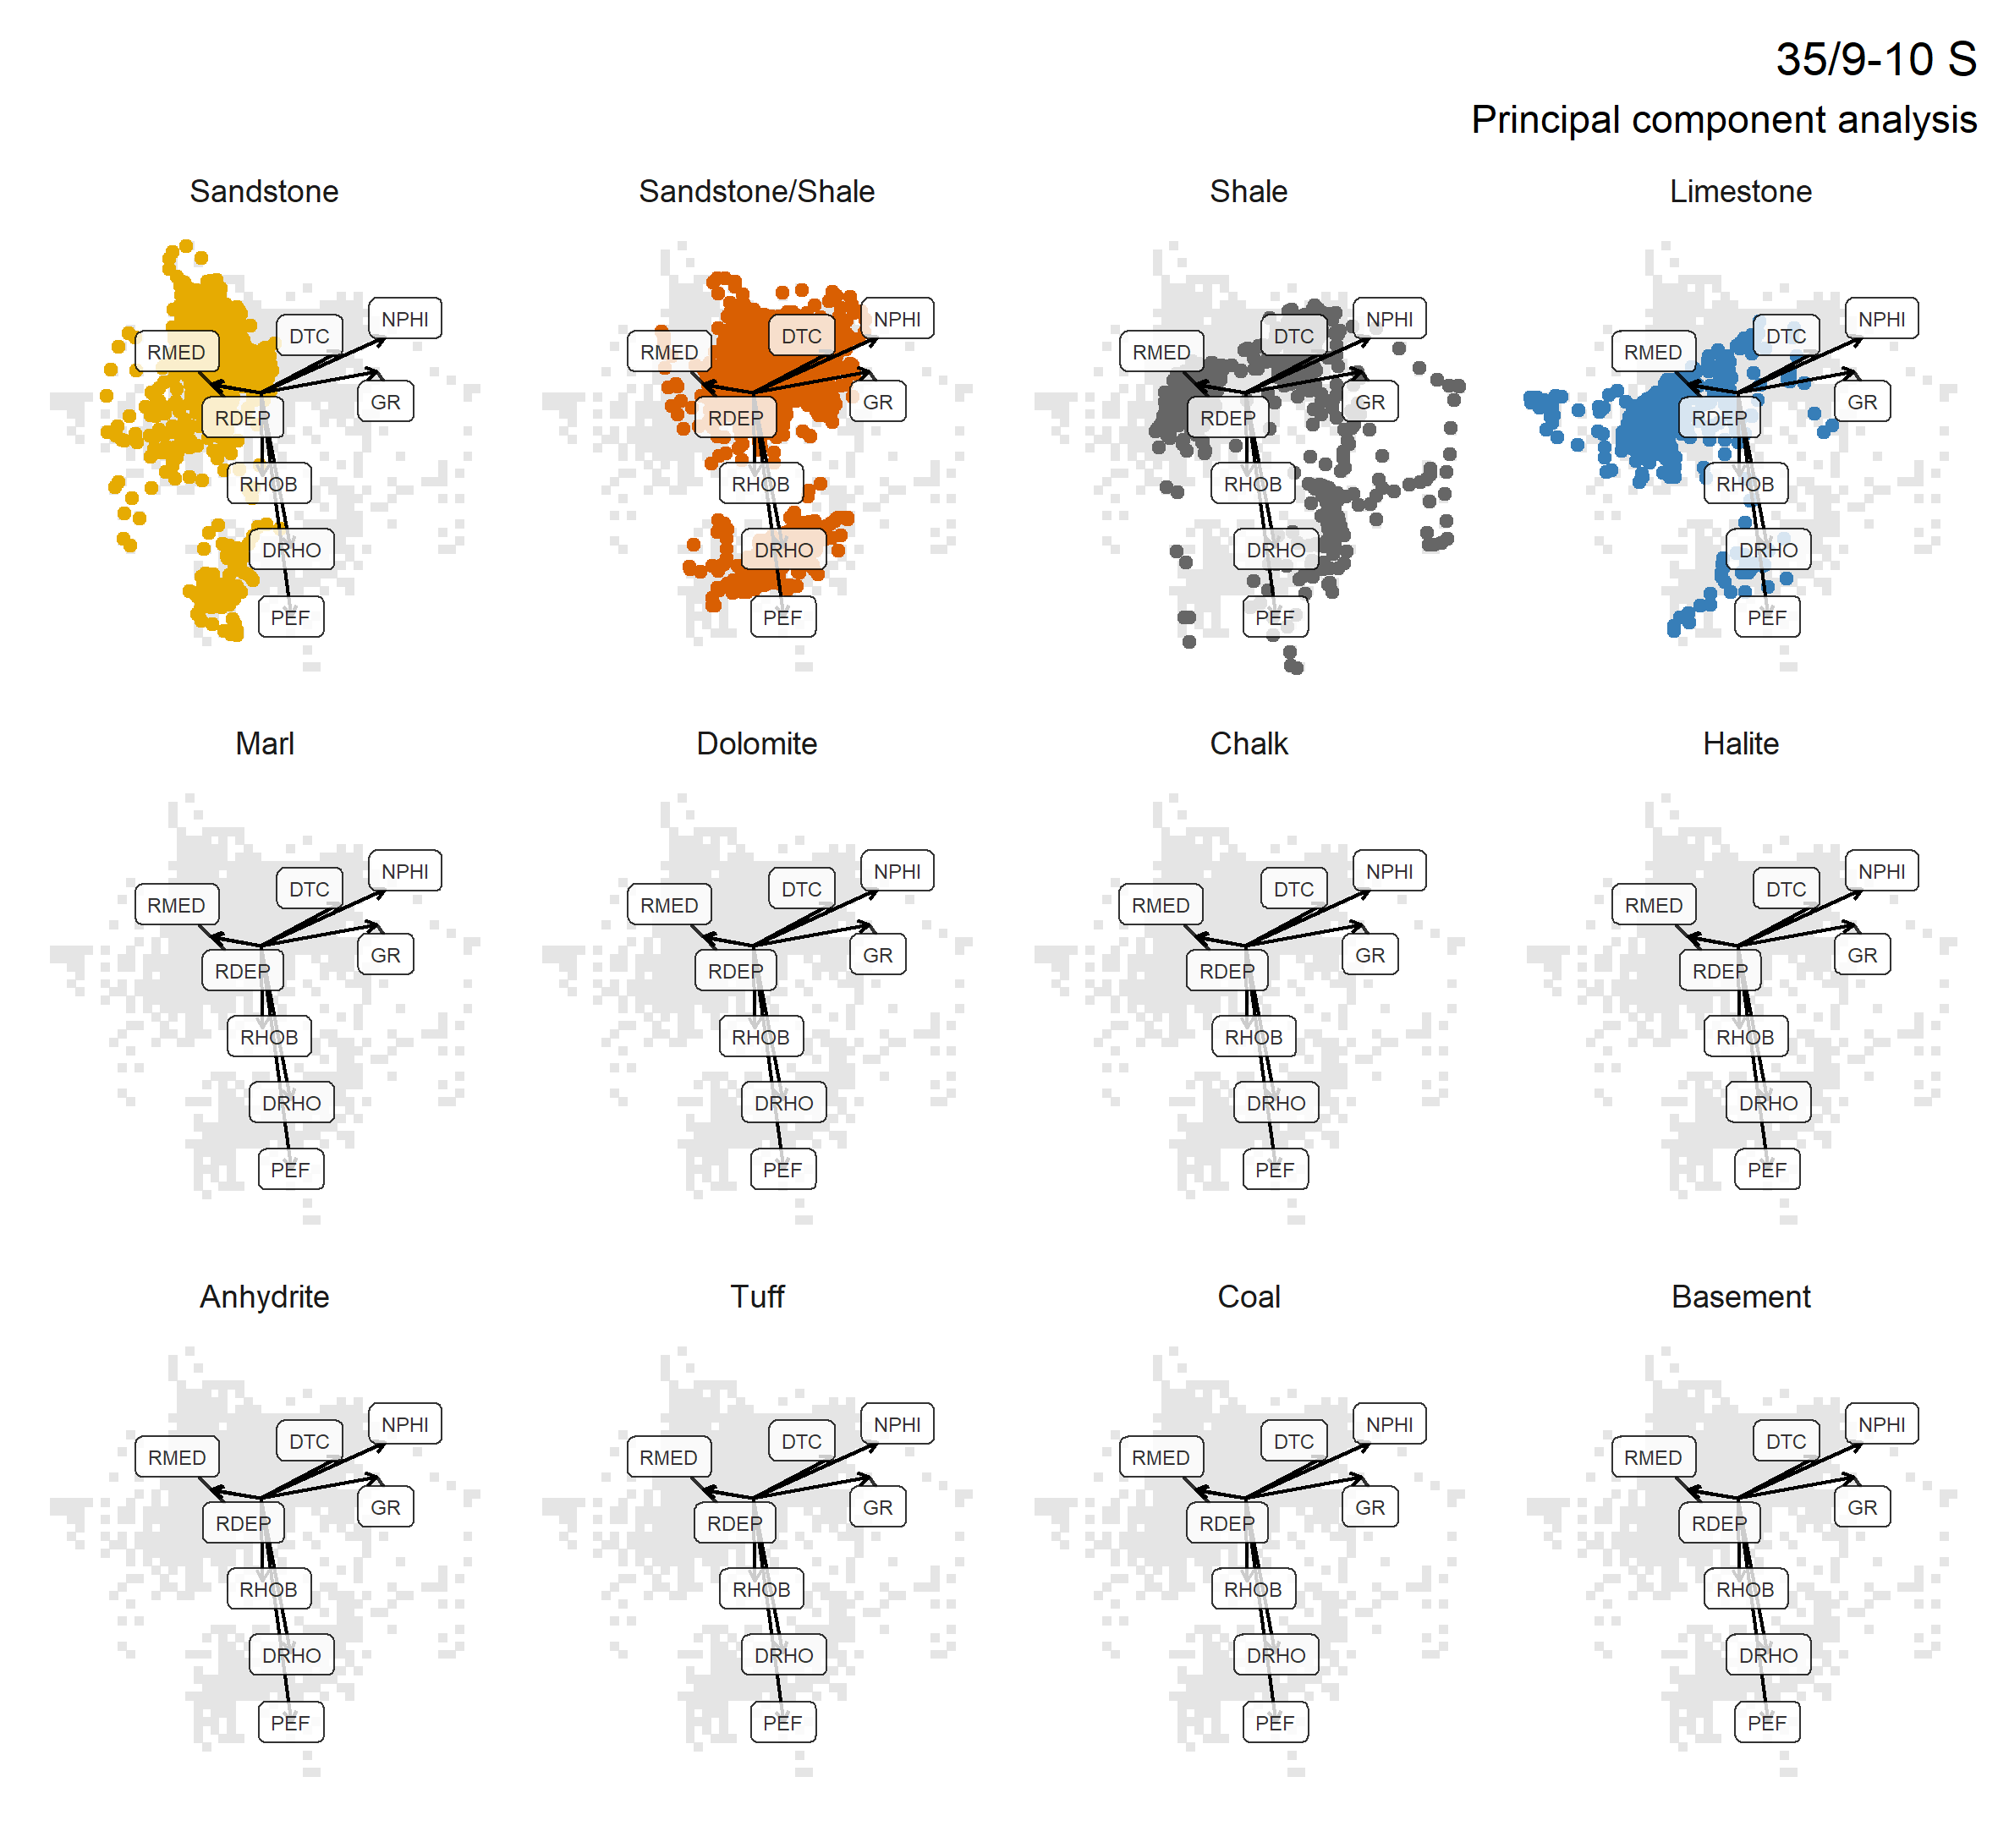 35/9-10 S
Principal component analysis
Sandstone
Sandstone/Shale
Shale
Limestone
NPHI
DTC
RMED
GR
RDEP
RHOB
DRHO
PEF
NPHI
DTC
RMED
GR
RDEP
RHOB
DRHO
PEF
NPHI
DTC
RMED
GR
RDEP
RHOB
DRHO
PEF
NPHI
DTC
RMED
GR
RDEP
RHOB
DRHO
PEF
Marl
Dolomite
Chalk
Halite
NPHI
DTC
RMED
GR
RDEP
RHOB
DRHO
PEF
NPHI
DTC
RMED
GR
RDEP
RHOB
DRHO
PEF
NPHI
DTC
RMED
GR
RDEP
RHOB
DRHO
PEF
NPHI
DTC
RMED
GR
RDEP
RHOB
DRHO
PEF
Anhydrite
Tuff
Coal
Basement
NPHI
DTC
RMED
GR
RDEP
RHOB
DRHO
PEF
NPHI
DTC
RMED
GR
RDEP
RHOB
DRHO
PEF
NPHI
DTC
RMED
GR
RDEP
RHOB
DRHO
PEF
NPHI
DTC
RMED
GR
RDEP
RHOB
DRHO
PEF